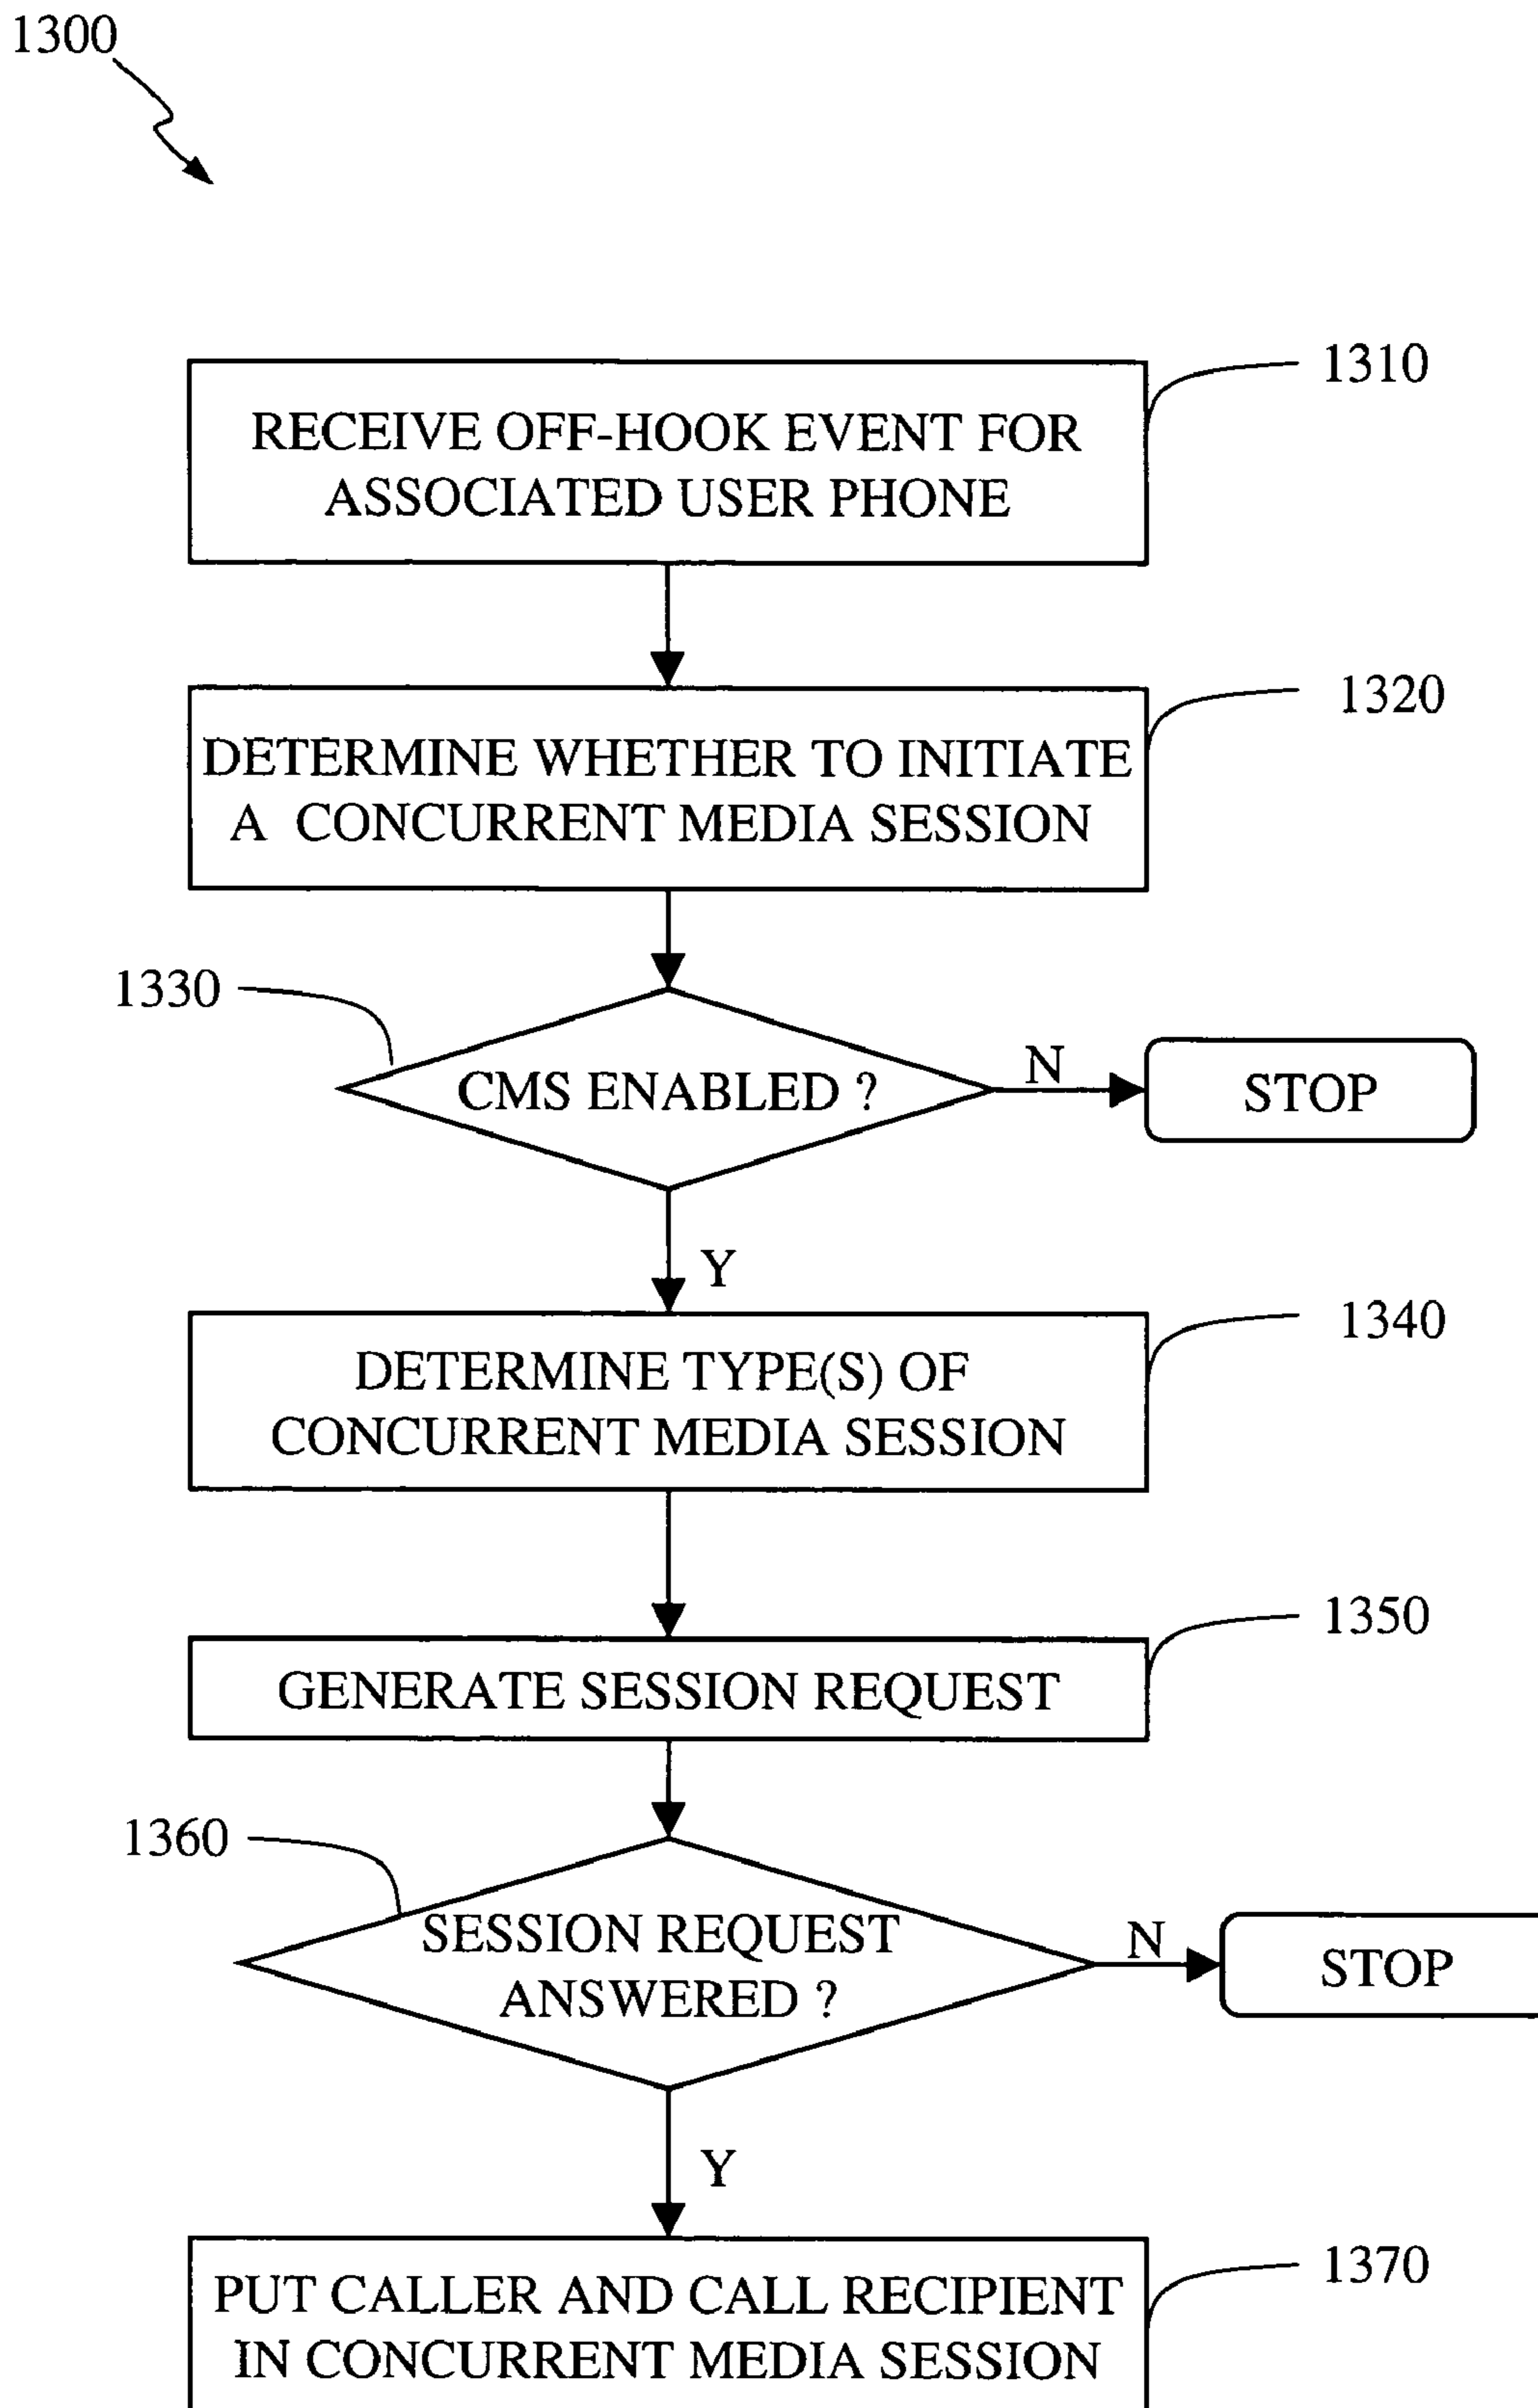 1300
1310
RECEIVE OFF-HOOK EVENT FOR
ASSOCIATED USER PHONE
1320
DETERMINE WHETHER TO INITIATE
A CONCURRENT MEDIA SESSION
1330
CMS ENABLED ?
N
STOP
Y
1340
DETERMINE TYPE(S) OF
CONCURRENT MEDIA SESSION
1350
GENERATE SESSION REQUEST
1360
SESSION REQUEST
ANSWERED ?
N
STOP
Y
1370
PUT CALLER AND CALL RECIPIENT
IN CONCURRENT MEDIA SESSION